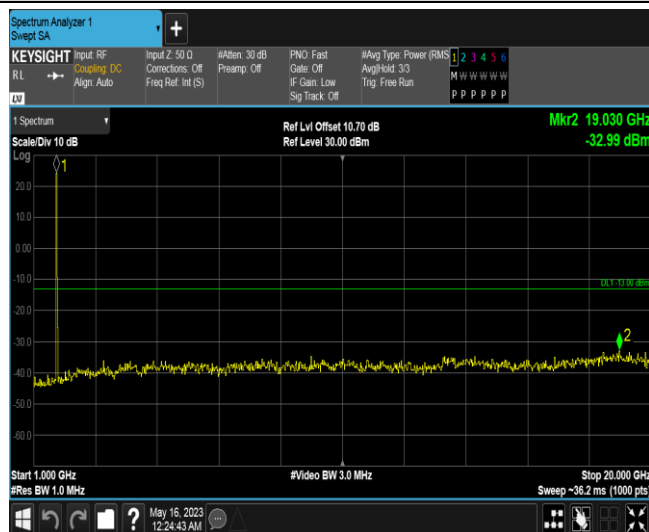 Spectrum Analyzer 1
Swept SA
+
KEYSIGHT
RL
LXI
Input: RF
Coupling: DC
Align: Auto
Input Z: 50 Ω
Corrections: Off
Freq Ref: Int (S)
#Atten: 30 dB
Preamp: Off
PNO: Fast
Gate: Off
IF Gain: Low
Sig Track: Off
#Avg Type: Power (RMS
Avg|Hold: 3/3
Trig: Free Run
1 2 3 4 5 6
M W W W W W
P P P P P P
1 Spectrum
Scale/Div 10 dB
Ref Lvl Offset 10.70 dB
Ref Level 30.00 dBm
Mkr2 19.030 GHz
-32.99 dBm
Log
1
20.0
10.0
0.00
-10.0
DL1 -13.00 dBm
-20.0
-30.0
2
-40.0
-50.0
-60.0
Start 1.000 GHz
#Res BW 1.0 MHz
#Video BW 3.0 MHz
Stop 20.000 GHz
Sweep ~36.2 ms (1000 pts)
?
May 16, 2023
12:24:43 AM